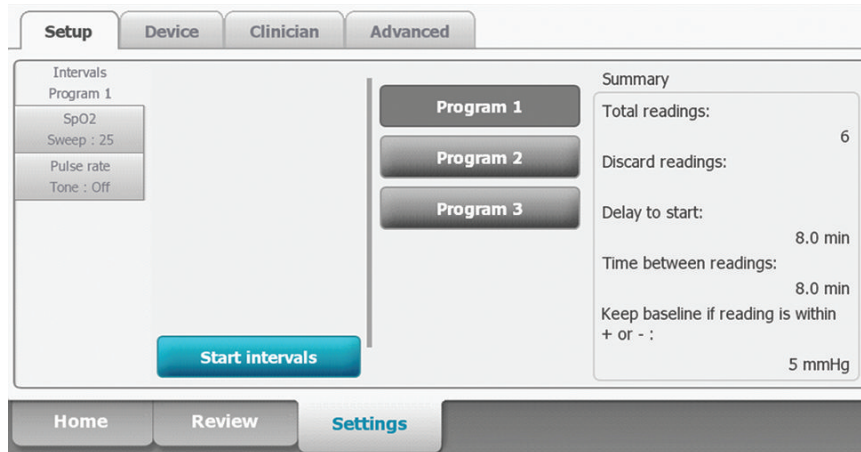 Setup
Device
Clinician
Advanced
Intervals
Program 1
SpO2
Sweep : 25
Pulse rate
Tone : Off
Start intervals
Program 1
Program 2
Program 3
Summary
Total readings:
6
Discard readings:
Delay to start:
8.0 min
Time between readings:
8.0 min
Keep baseline if reading is within
+ or - :
5 mmHg
Home
Review
Settings